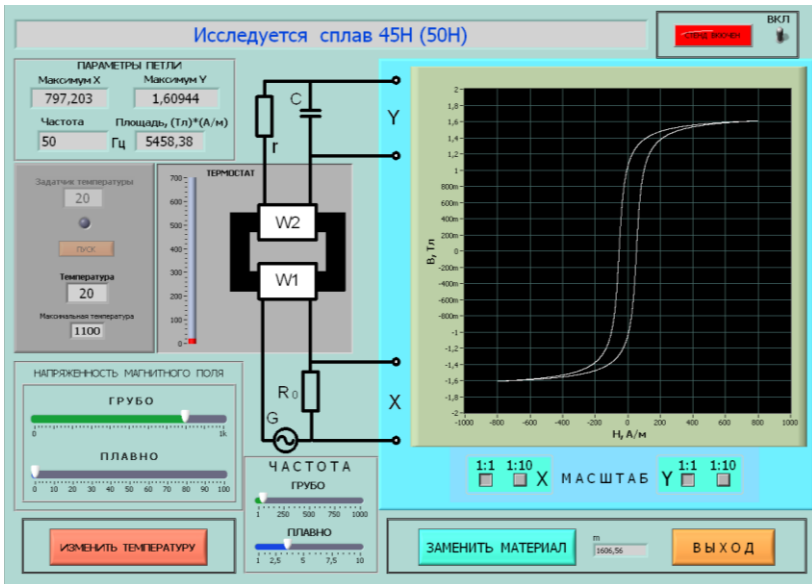 Исследуется сплав 45Н (50Н)
ВКЛ
ПАРАМЕТРЫ ПЕТЛИ
Максимум X Максимум Y
797,203 1,60944
Частота Площадь, (Тл)*(А/м)
50 Гц 5458,38
Задатчик температуры
20
ПУСК
Температура
20
Максимальная температура
1100
ТЕРМОСТАТ
700
600
500
400
300
200
100
0
C
r
W2
W1
R0
G
Y
X
В, Тл
2
1,8
1,6
1,4
1,2
1
800m
600m
400m
200m
0
-200m
-400m
-600m
-800m
-1
-1,2
-1,4
-1,6
-1,8
-2
-1000 -800 -600 -400 -200 0 200 400 600 800 1000
Н, А/м
НАПРЯЖЕННОСТЬ МАГНИТНОГО ПОЛЯ
ГРУБО
0 1k
ПЛАВНО
0 10 20 30 40 50 60 70 80 90 100
ЧАСТОТА
ГРУБО
1 250 500 750 1000
ПЛАВНО
1 2,5 5 7,5 10
1:1 1:10 X МАСШТАБ Y 1:1 1:10
ИЗМЕНИТЬ ТЕМПЕРАТУРУ
ЗАМЕНИТЬ МАТЕРИАЛ
m
1606,56
ВЫХОД